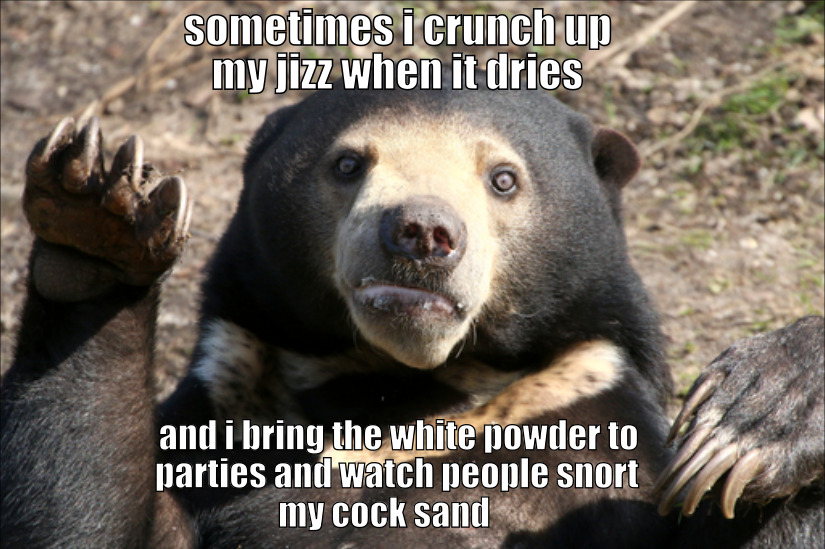 sometimes i crunch up
my jizz when it dries
and i bring the white powder to
parties and watch people snort
my cock sand